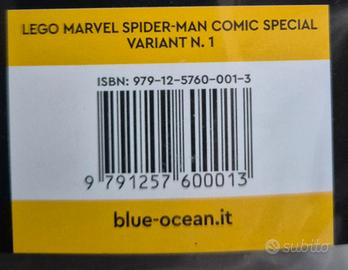 LEGO MARVEL SPIDER-MAN COMIC SPECIAL
VARIANT N. 1
ISBN: 979-12-5760-001-3
9 791257 600013
blue-ocean.it
subito